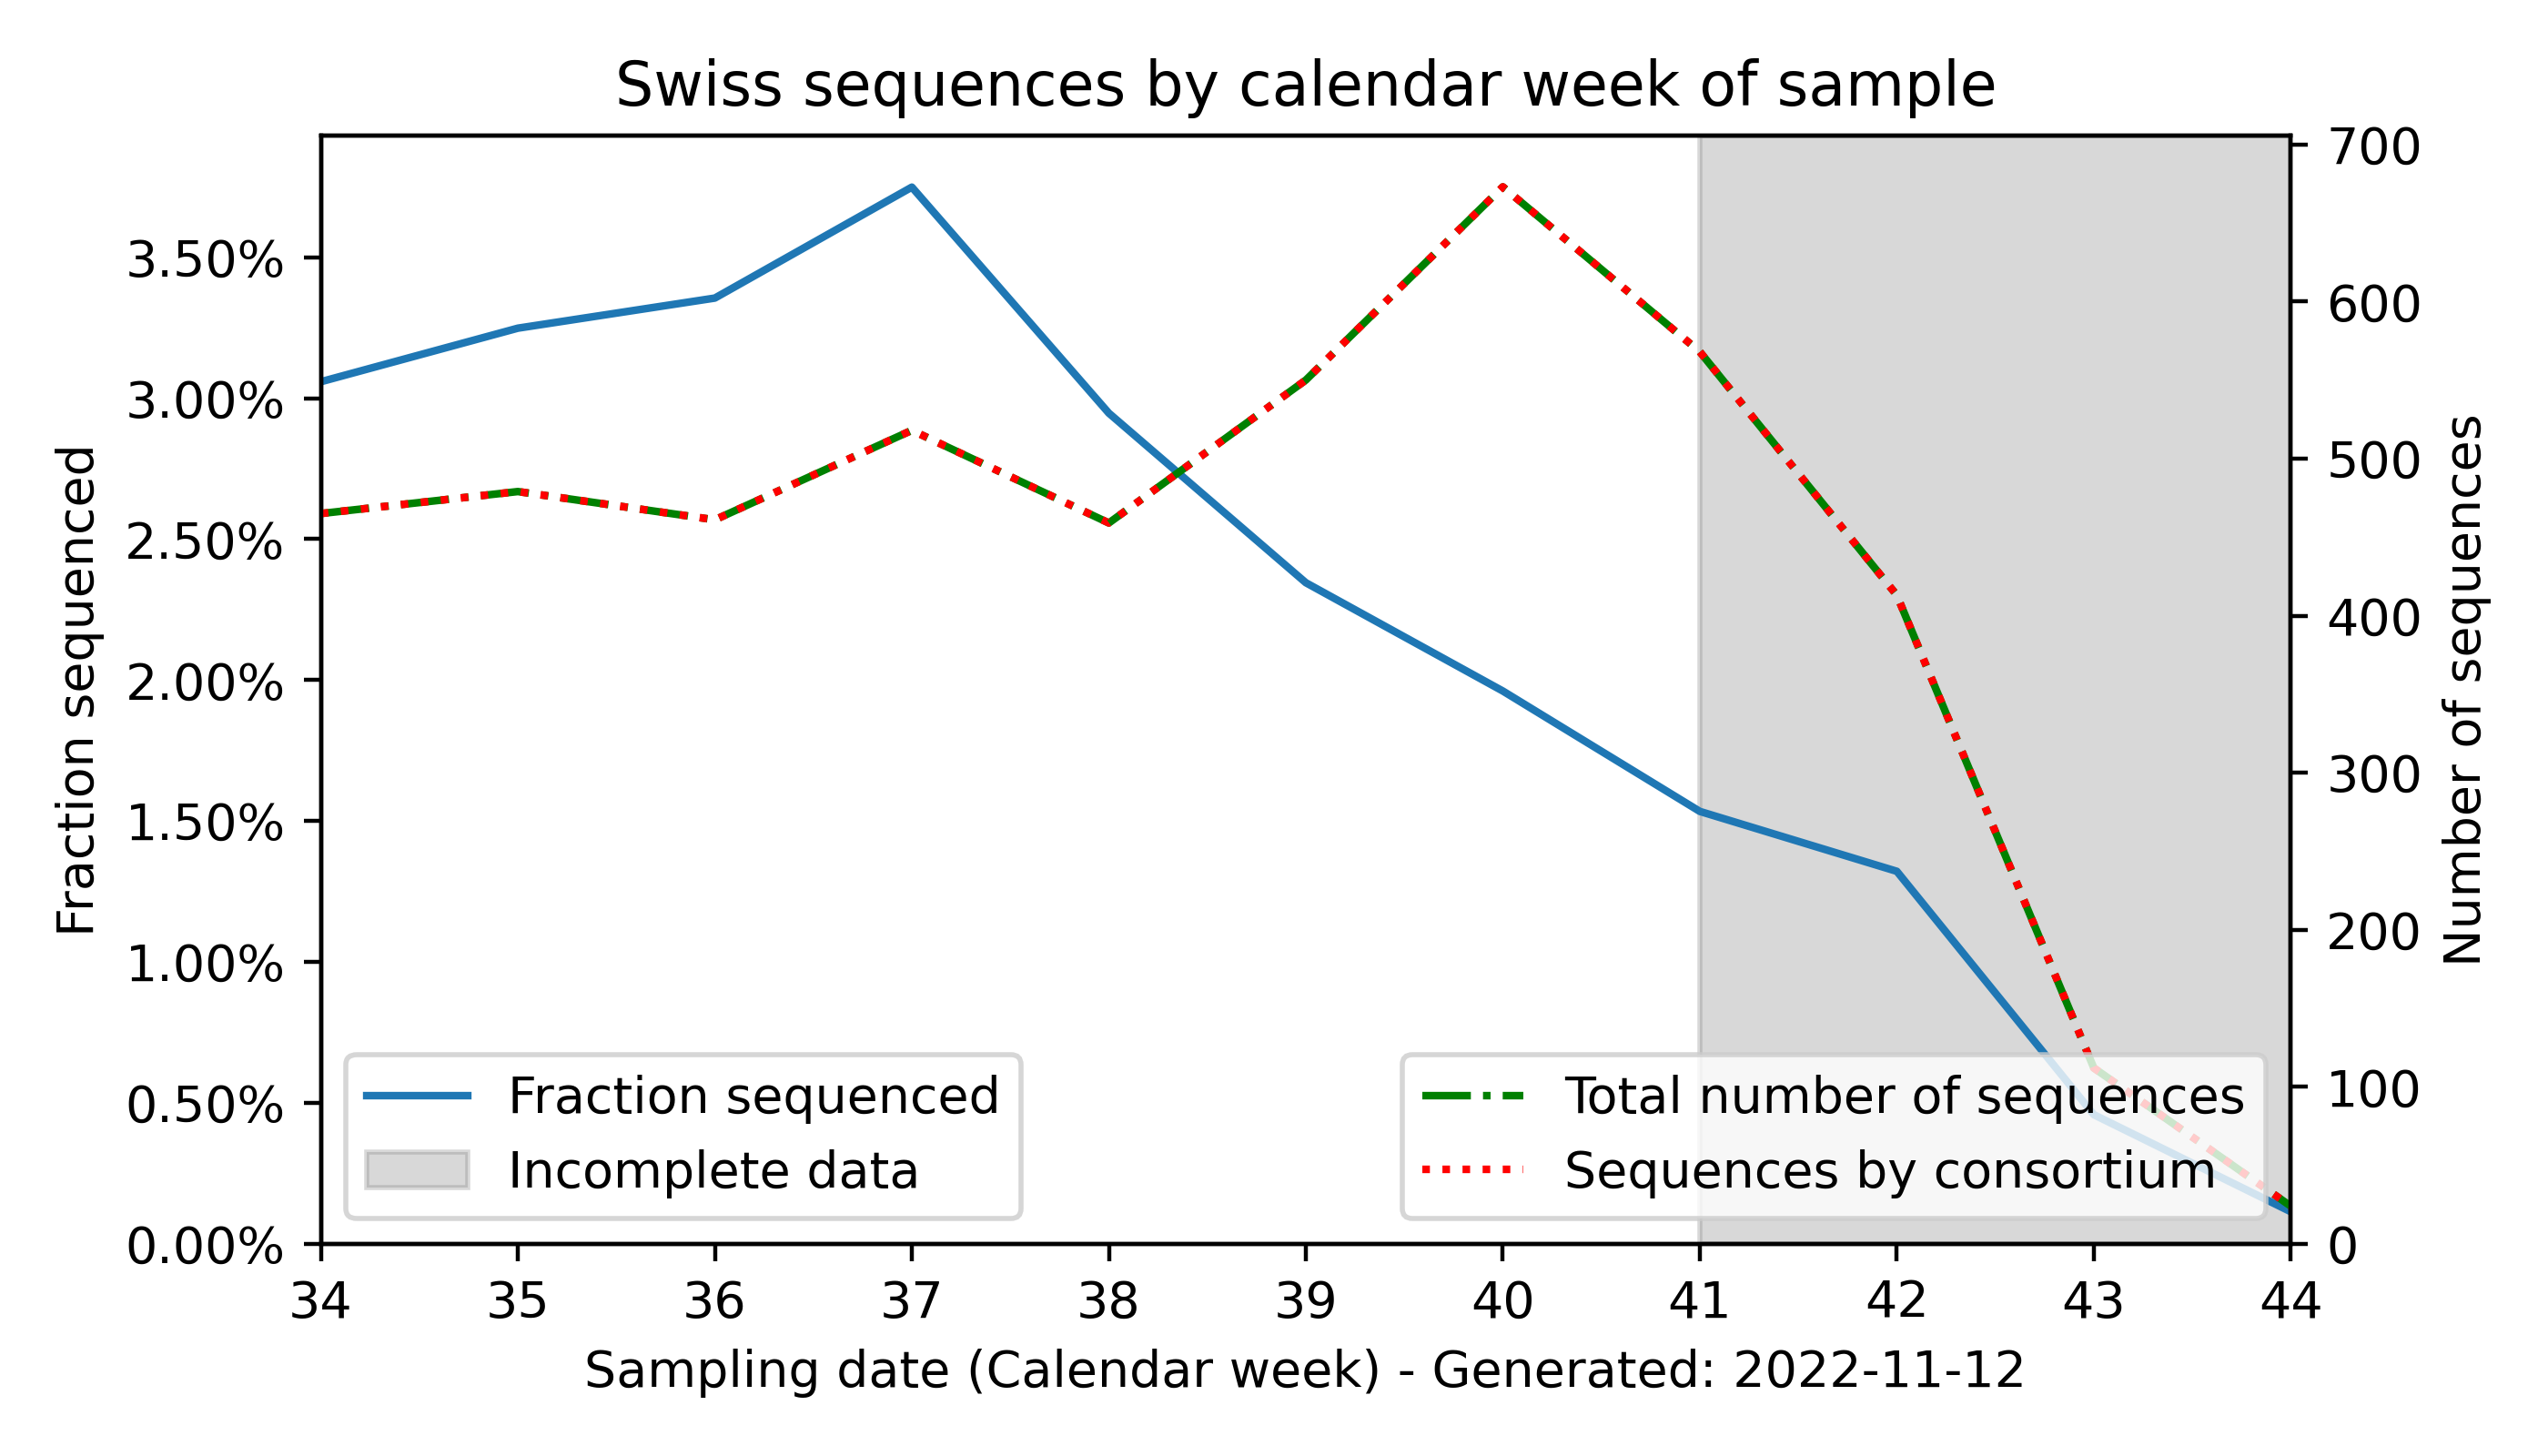 Swiss sequences by calendar week of sample
3.50%
3.00%
2.50%
2.00%
1.50%
1.00%
0.50%
0.00%
Fraction sequenced
700
600
500
400
300
200
100
0
Number of sequences
Fraction sequenced
Incomplete data
Total number of sequences
Sequences by consortium
34 35 36 37 38 39 40 41 42 43 44
Sampling date (Calendar week) - Generated: 2022-11-12